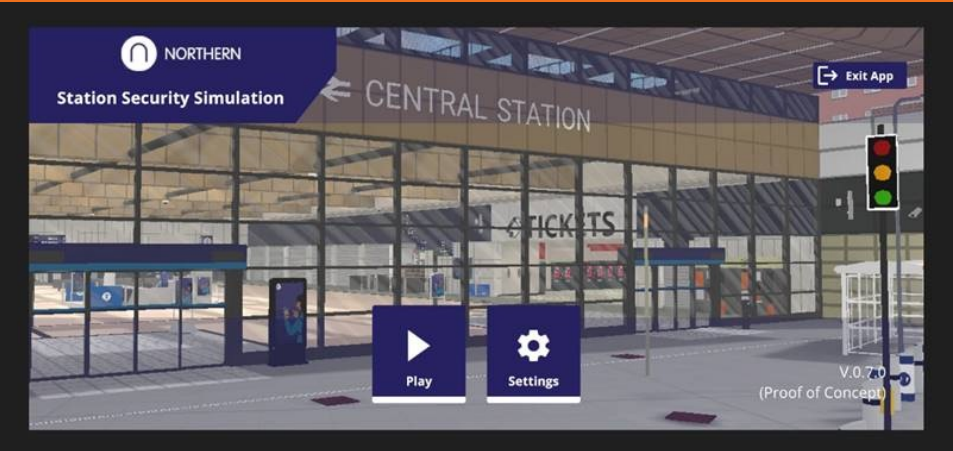 NORTHERN
Station Security Simulation
Exit App
CENTRAL STATION
TICKETS
Play
Settings
V.0.7.0
(Proof of Concept)